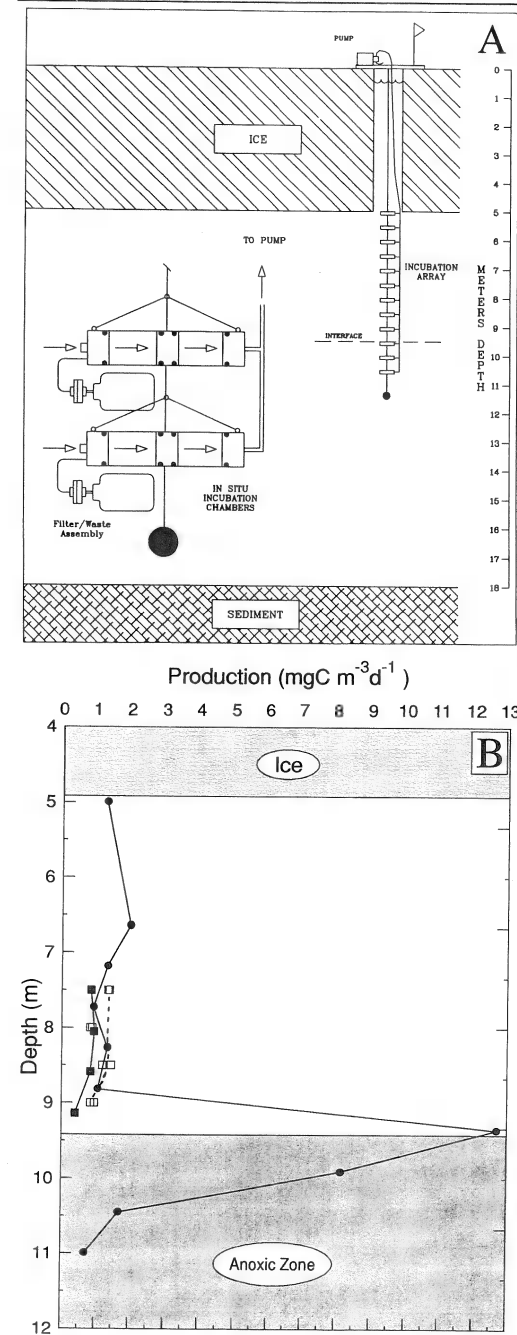 A
PUMP
0
1
2
3
4
5
6
7
8
9
10
11
12
13
14
15
16
17
18
METERS DEPTH
ICE
TO PUMP
INCUBATION
ARRAY
INTERFACE
IN SITU
INCUBATION
CHAMBERS
Filter/Waste
Assembly
SEDIMENT
Production (mgC m-3d-1 )
0 1 2 3 4 5 6 7 8 9 10 11 12 13
B
Depth (m)
4
5
6
7
8
9
10
11
12
Ice
Anoxic Zone